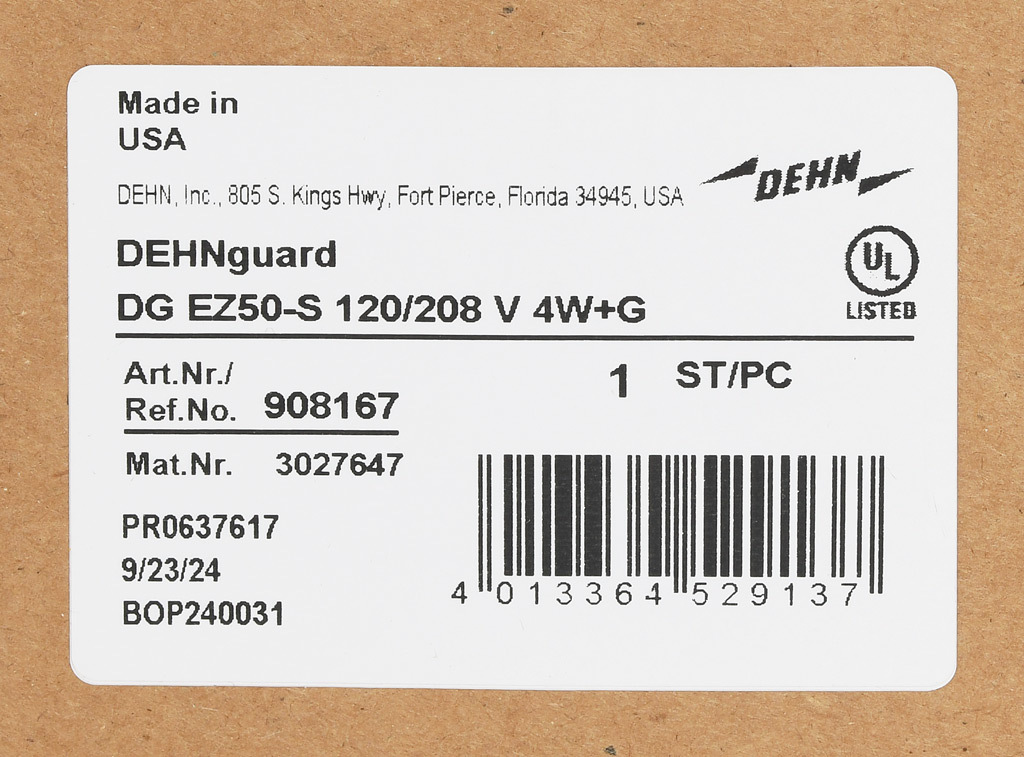 Made in
USA
DEHN, Inc., 805 S. Kings Hwy, Fort Pierce, Florida 34945, USA
DEHN
DEHNguard
UL
LISTED
DG EZ50-S 120/208 V 4W+G
Art.Nr./
Ref.No. 908167
1 ST/PC
Mat.Nr. 3027647
PR0637617
9/23/24
BOP240031
4 013364 529137